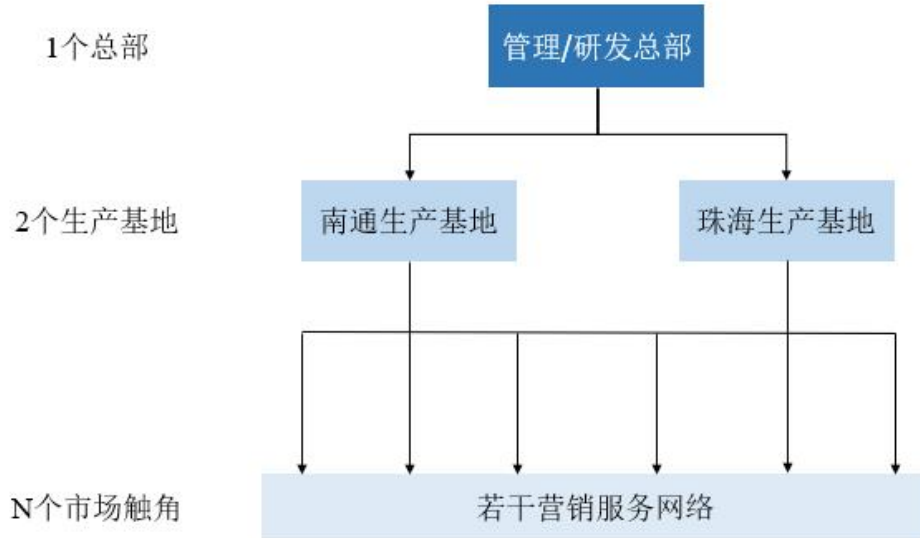 1个总部
管理/研发总部
2个生产基地
南通生产基地
珠海生产基地
N个市场触角
若干营销服务网络